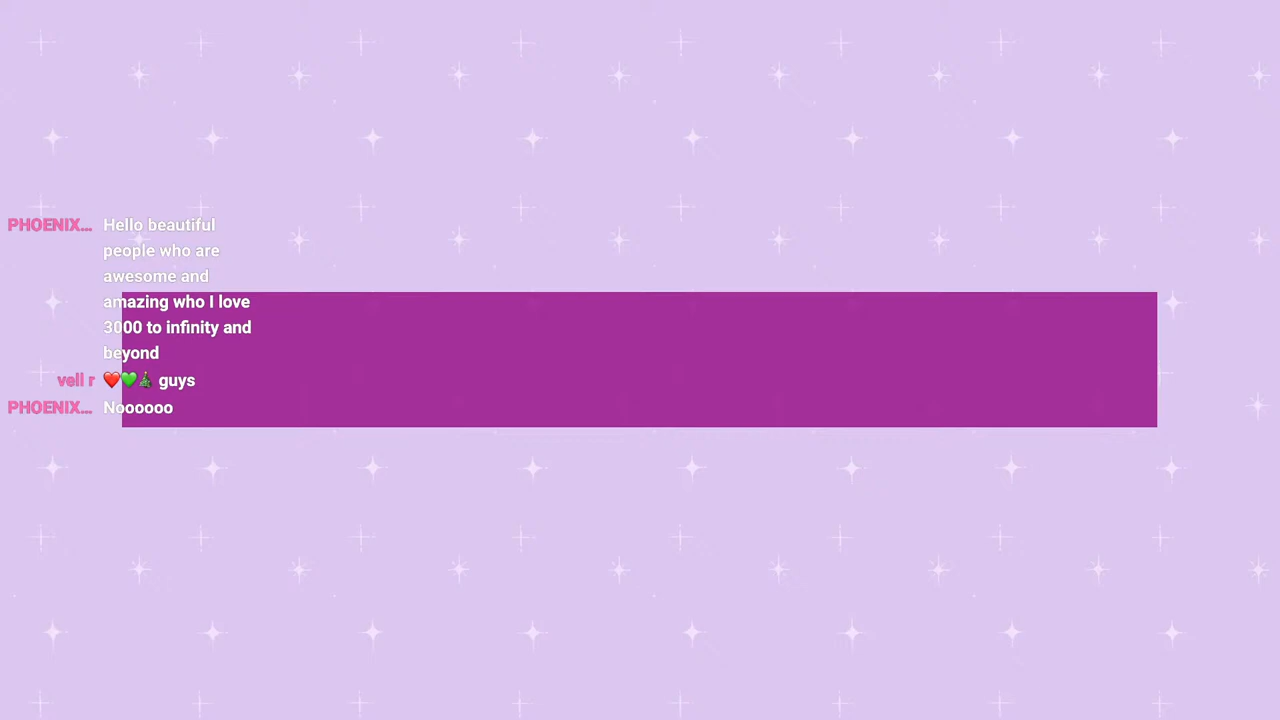 PHOENIX... Hello beautiful
people who are
awesome and
amazing who I love
3000 to infinity and
beyond
vell r ❤️💚🎄 guys
PHOENIX... Noooooo